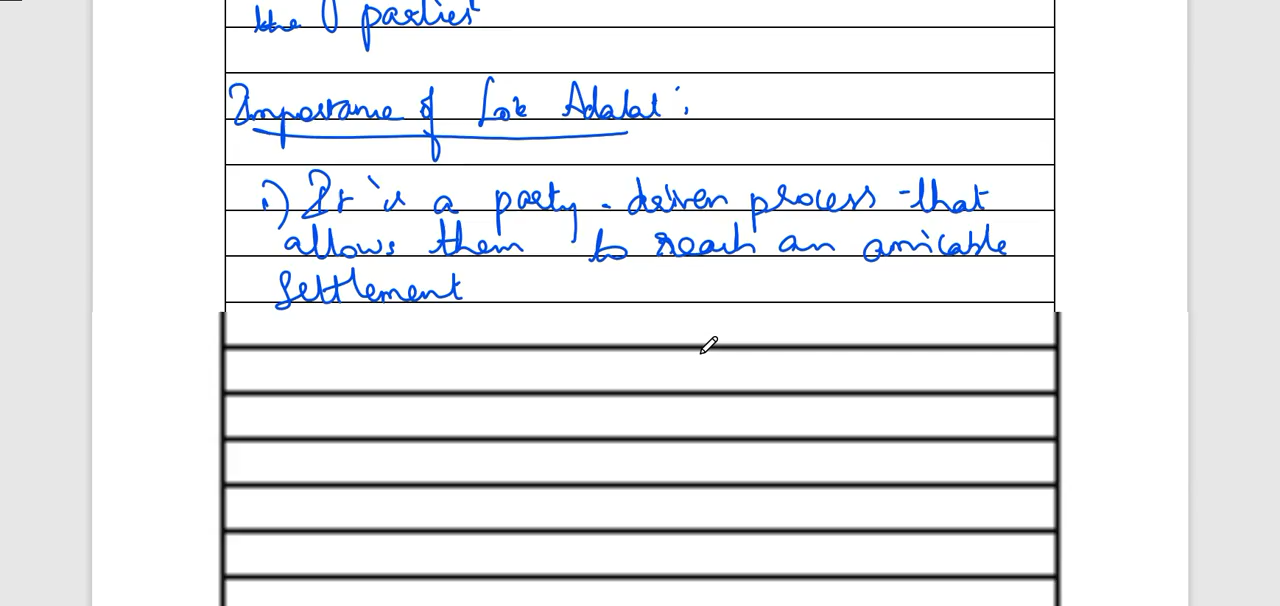 the parties
Importance of Lok Adalat :
1) It is a party-driven process that
allows them to reach an amicable
settlement